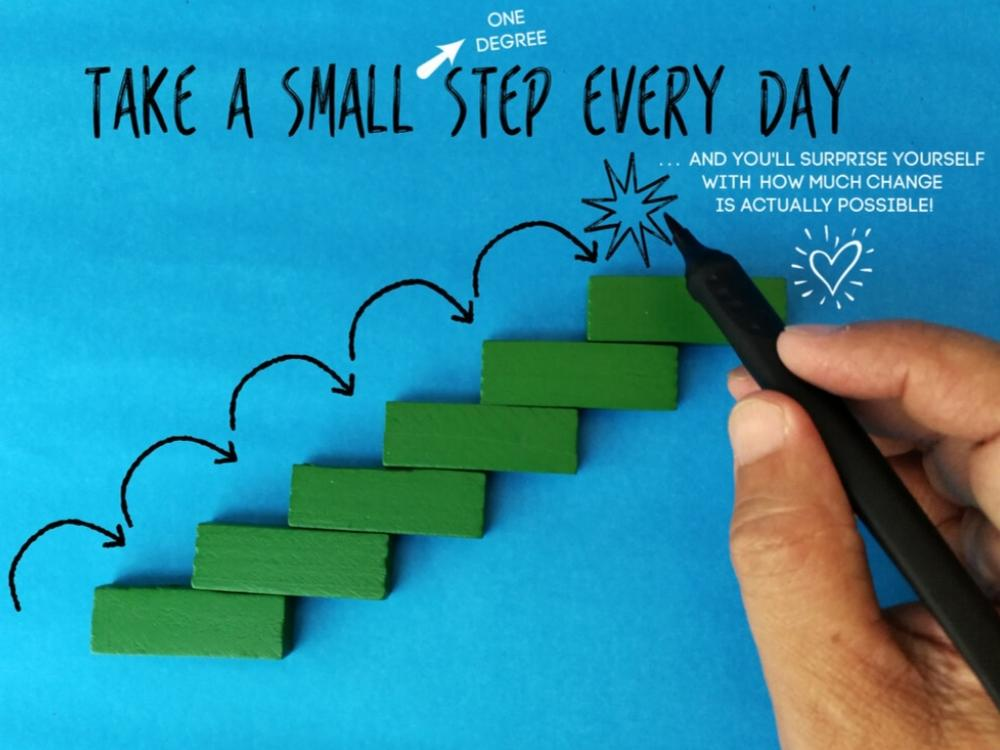 ONE
DEGREE
TAKE A SMALL STEP EVERY DAY
... AND YOU'LL SURPRISE YOURSELF
WITH HOW MUCH CHANGE
IS ACTUALLY POSSIBLE!